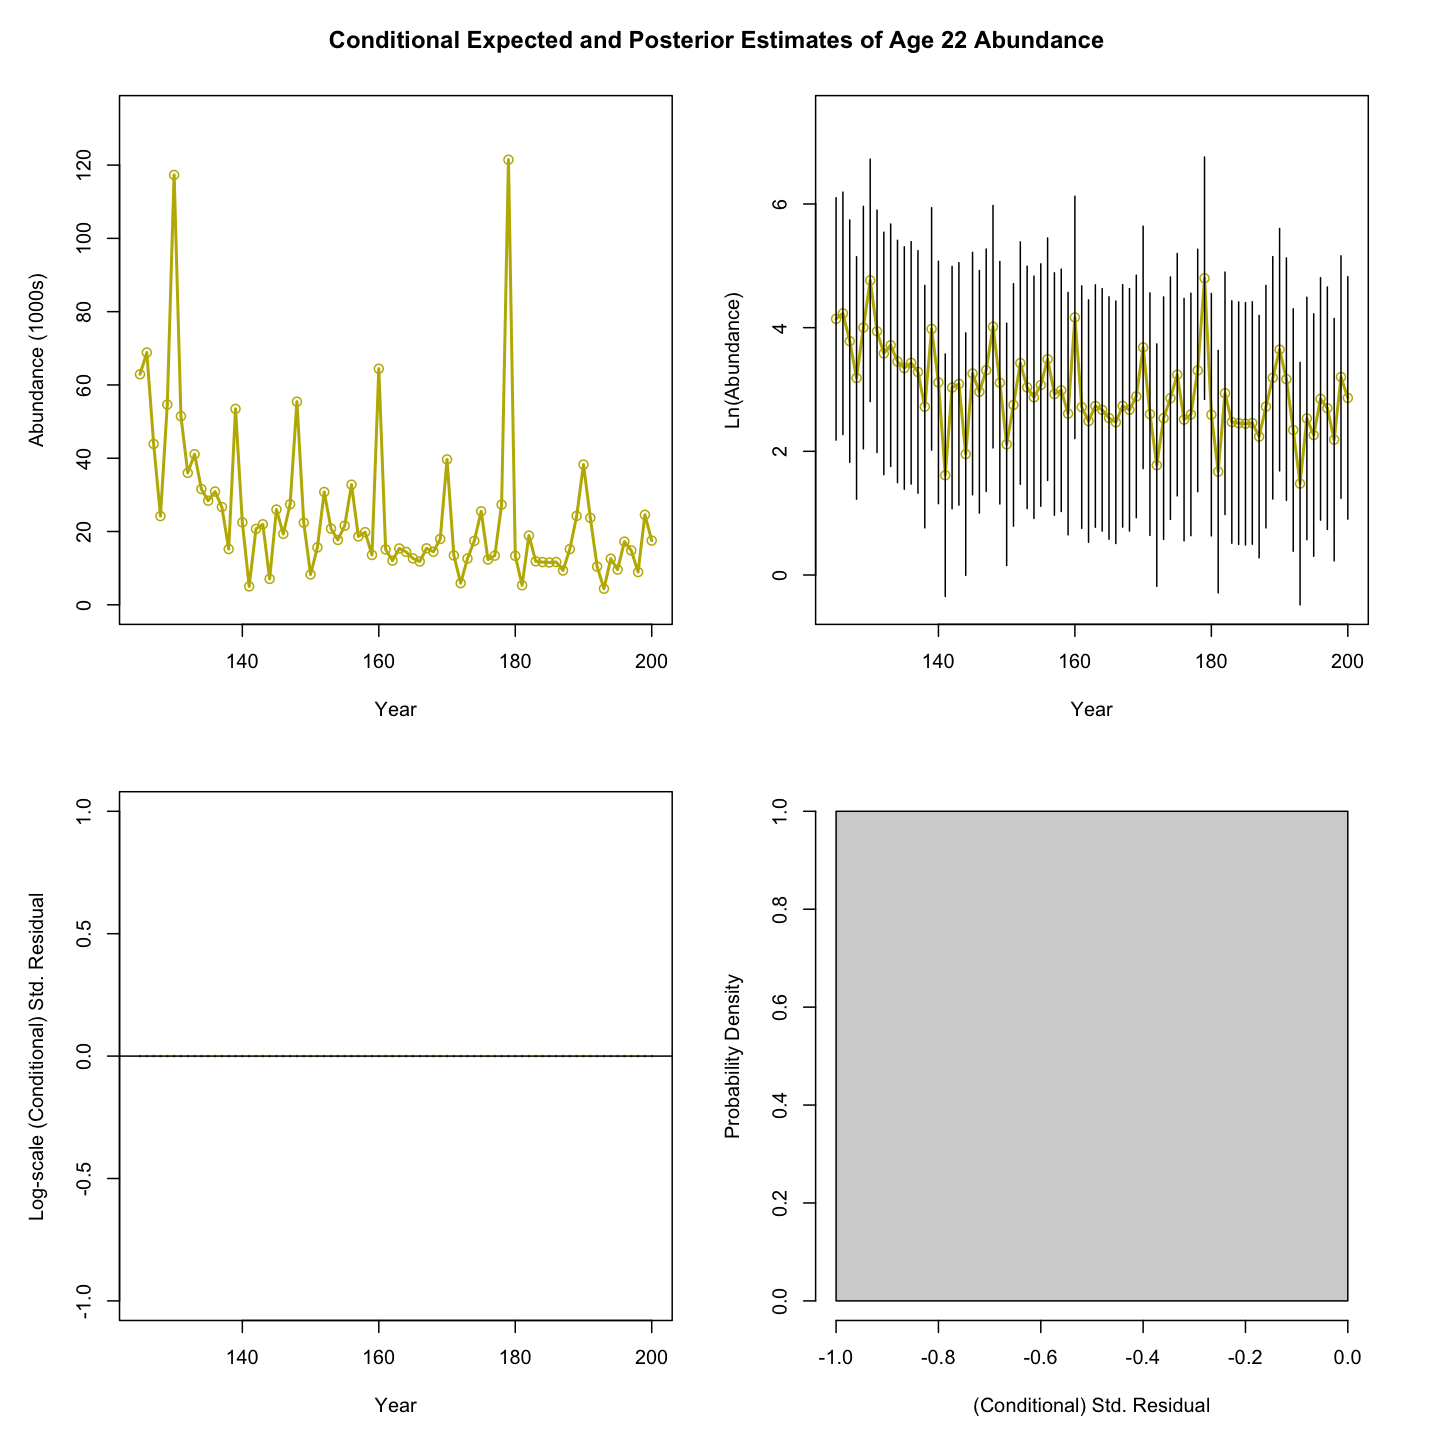 Conditional Expected and Posterior Estimates of Age 22 Abundance
Abundance (1000s)
0 20 40 60 80 100 120
140 160 180 200
Year
Ln(Abundance)
0 2 4 6
140 160 180 200
Year
Log-scale (Conditional) Std. Residual
-1.0 -0.5 0.0 0.5 1.0
140 160 180 200
Year
Probability Density
0.0 0.2 0.4 0.6 0.8 1.0
-1.0 -0.8 -0.6 -0.4 -0.2 0.0
(Conditional) Std. Residual